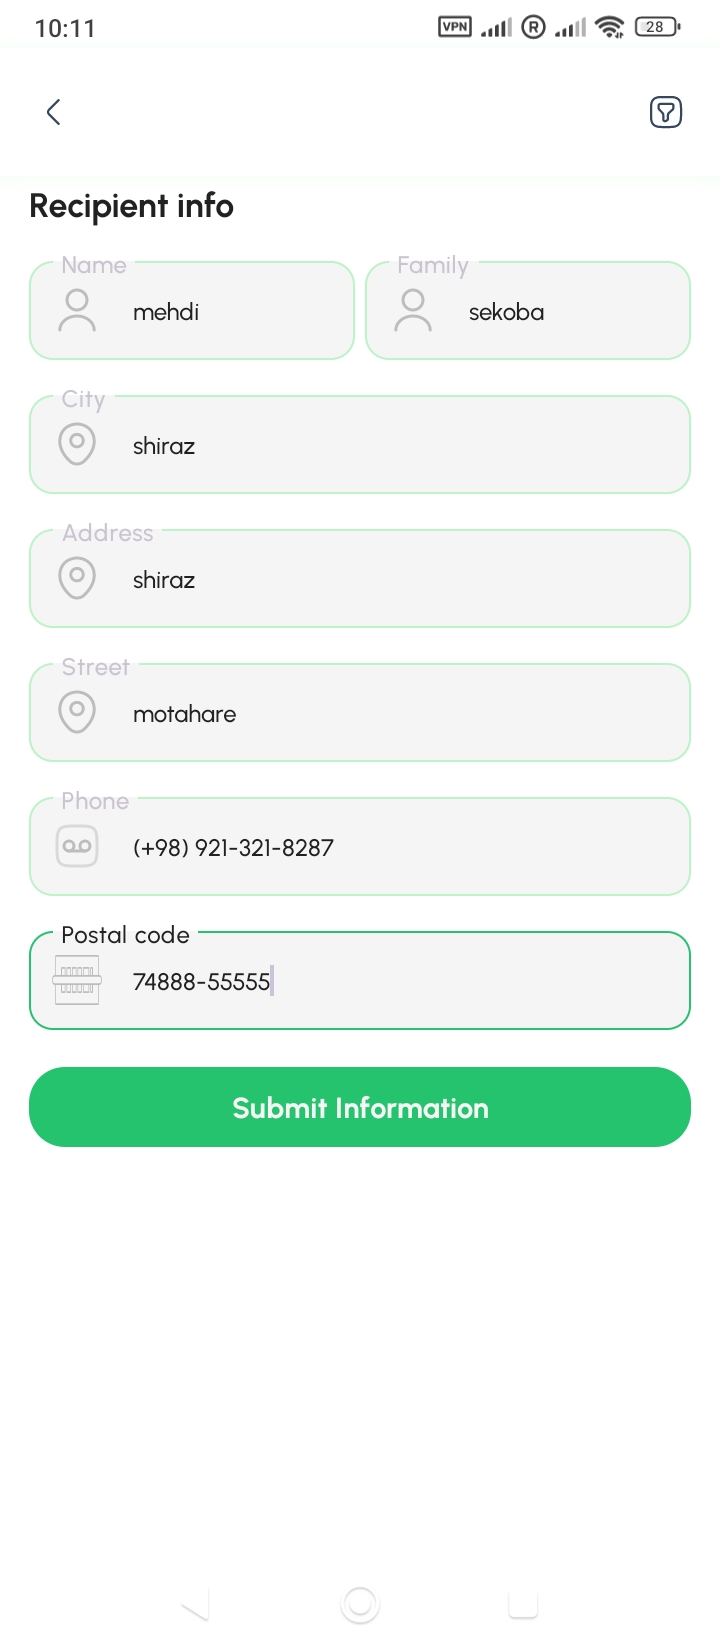 10:11
VPN R 28
Recipient info
Name Family
mehdi sekoba
City
shiraz
Address
shiraz
Street
motahare
Phone
(+98) 921-321-8287
Postal code
74888-55555
Submit Information